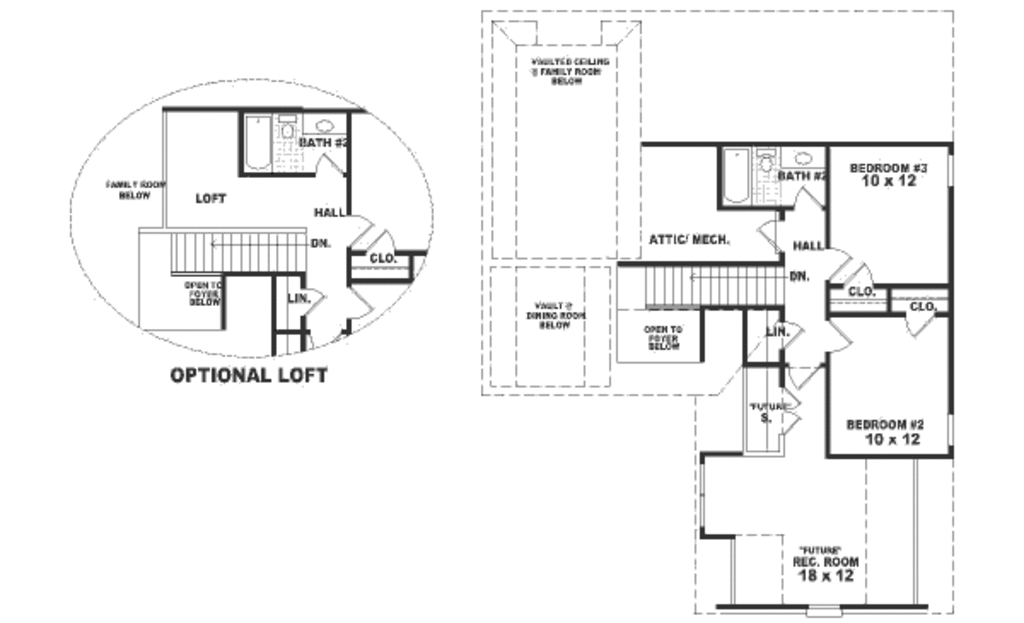 FAMILY ROOM
BELOW
LOFT
BATH #2
HALL
DN.
CLO.
OPEN TO
FOYER
BELOW
LIN.
OPTIONAL LOFT
VAULTED CEILING
@ FAMILY ROOM
BELOW
BATH #2
BEDROOM #3
10 x 12
ATTIC/ MECH.
HALL
DN.
CLO.
CLO.
VAULT @
DINING ROOM
BELOW
OPEN TO
FOYER
BELOW
LIN.
"FUTURE"
S.
BEDROOM #2
10 x 12
"FUTURE"
REC. ROOM
18 x 12